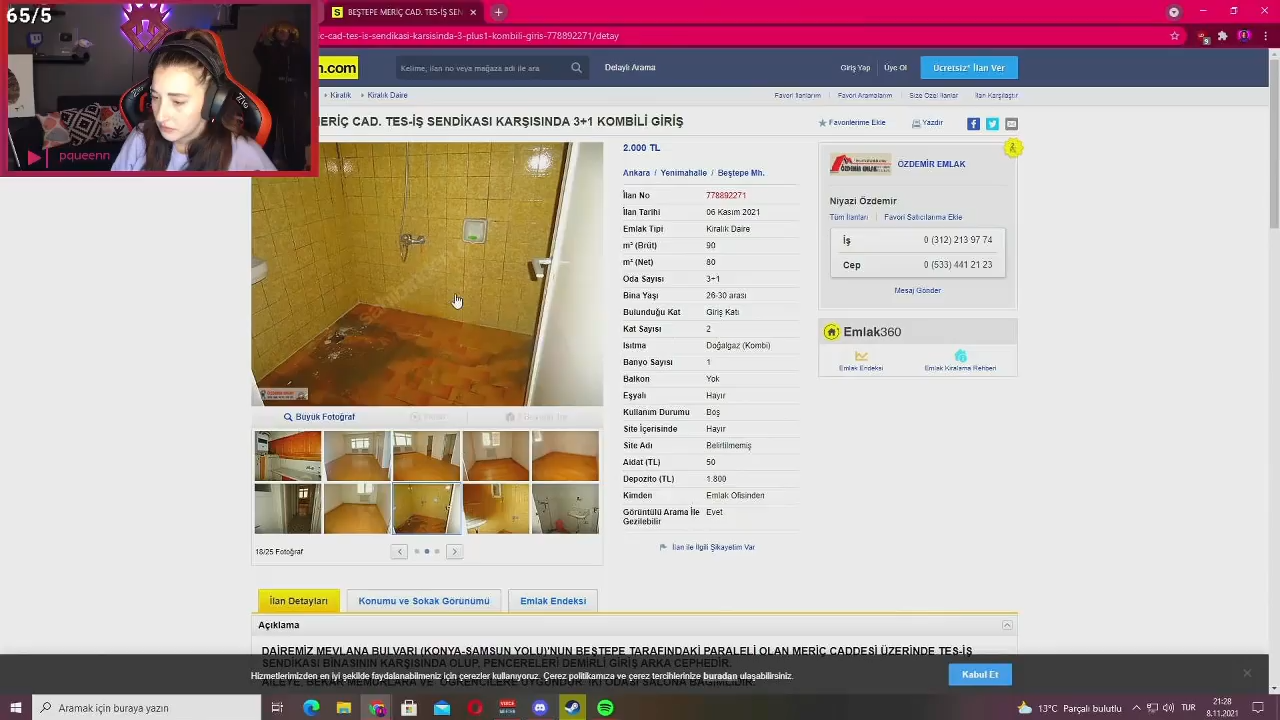 65/5
BEŞTEPE MERİÇ CAD. TES-İŞ SEN
ic-cad-tes-is-sendikasi-karsisinda-3-plus1-kombili-giris-778892271/detay
pqueenn
n.com
Kelime, ilan no veya mağaza adı ile ara
Detaylı Arama
Giriş Yap
Üye Ol
Ücretsiz* İlan Ver
Kiralık
Kiralık Daire
Favori İlanlarım
Favori Aramalarım
Size Özel İlanlar
İlan Karşılaştır
MERİÇ CAD. TES-İŞ SENDİKASI KARŞISINDA 3+1 KOMBİLİ GİRİŞ
Favorilerime Ekle
Yazdır
2.000 TL
Ankara / Yenimahalle / Beştepe Mh.
İlan No 778892271
İlan Tarihi 06 Kasım 2021
Emlak Tipi Kiralık Daire
m² (Brüt) 90
m² (Net) 80
Oda Sayısı 3+1
Bina Yaşı 26-30 arası
Bulunduğu Kat Giriş Katı
Kat Sayısı 2
Isıtma Doğalgaz (Kombi)
Banyo Sayısı 1
Balkon Yok
Eşyalı Hayır
Kullanım Durumu Boş
Site İçerisinde Hayır
Site Adı Belirtilmemiş
Aidat (TL) 50
Depozito (TL) 1.800
Kimden Emlak Ofisinden
Görüntülü Arama İle Gezilebilir Evet
İlan ile İlgili Şikayetim Var
ÖZDEMİR EMLAK
Niyazi Özdemir
Tüm İlanları
Favori Satıcılarıma Ekle
İş 0 (312) 213 97 74
Cep 0 (533) 441 21 23
Mesaj Gönder
Emlak360
Emlak Endeksi
Emlak Kiralama Rehberi
Büyük Fotoğraf
18/25 Fotoğraf
İlan Detayları
Konumu ve Sokak Görünümü
Emlak Endeksi
Açıklama
DAİREMİZ MEVLANA BULVARI (KONYA-SAMSUN YOLU)'NUN BEŞTEPE TARAFINDAKİ PARALELİ OLAN MERİÇ CADDESİ ÜZERİNDE TES-İŞ
SENDİKASI BİNASININ KARŞISINDA OLUP, PENCERELERİ DEMİRLİ GİRİŞ ARKA CEPHEDİR.
Hizmetlerimizden en iyi şekilde faydalanabilmeniz için çerezler kullanıyoruz. Çerez politikamıza ve çerez tercihlerinize buradan ulaşabilirsiniz.
Kabul Et
Aramak için buraya yazın
13°C Parçalı bulutlu
TUR
21:28
8.11.2021